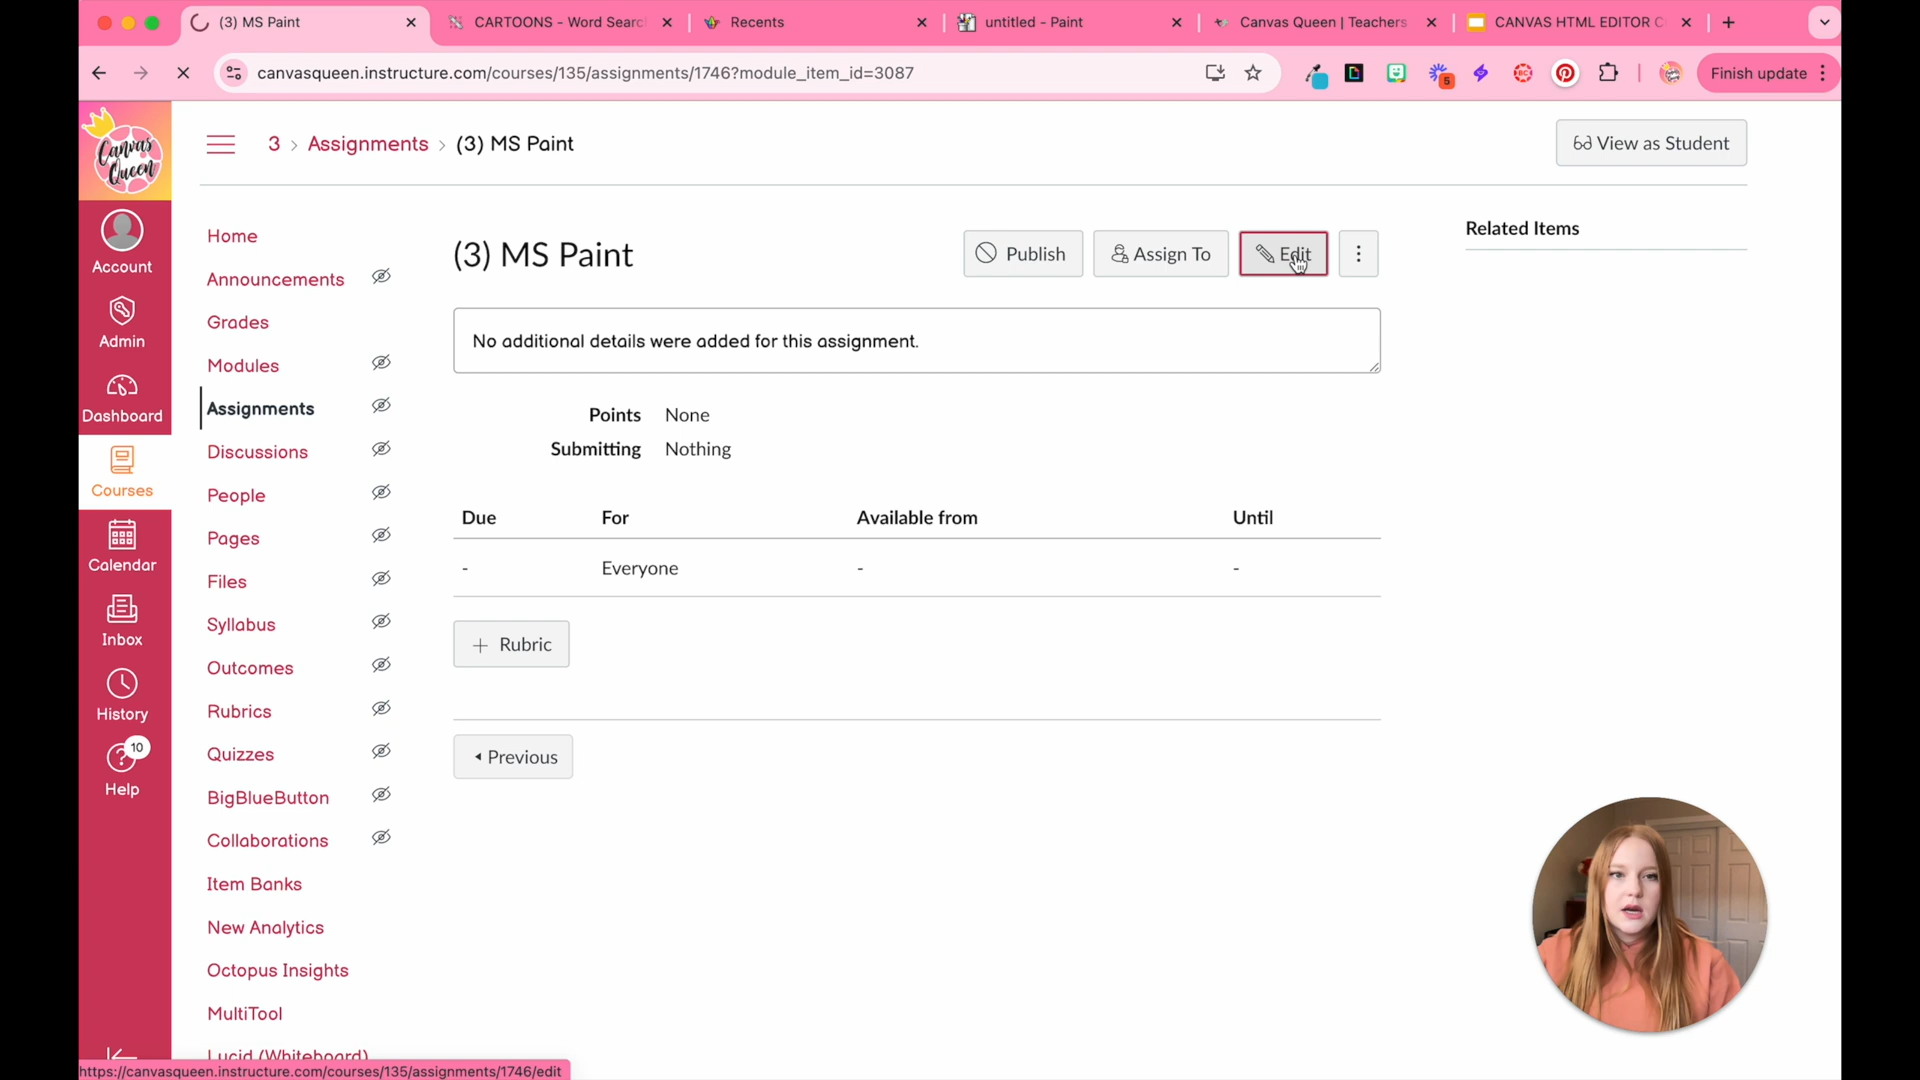 (3) MS Paint
CARTOONS - Word Searc
Recents
untitled - Paint
Canvas Queen | Teachers
CANVAS HTML EDITOR C
canvasqueen.instructure.com/courses/135/assignments/1746?module_item_id=3087
5
Finish update
Canvas Queen
3 › Assignments › (3) MS Paint
View as Student
Account
Admin
Dashboard
Courses
Calendar
Inbox
History
10
Help
Home
Announcements
Grades
Modules
Assignments
Discussions
People
Pages
Files
Syllabus
Outcomes
Rubrics
Quizzes
BigBlueButton
Collaborations
Item Banks
New Analytics
Octopus Insights
MultiTool
Lucid (Whiteboard)
(3) MS Paint
Publish
Assign To
Edit
Related Items
No additional details were added for this assignment.
Points None
Submitting Nothing
Due For Available from Until
- Everyone - -
+ Rubric
Previous
https://canvasqueen.instructure.com/courses/135/assignments/1746/edit